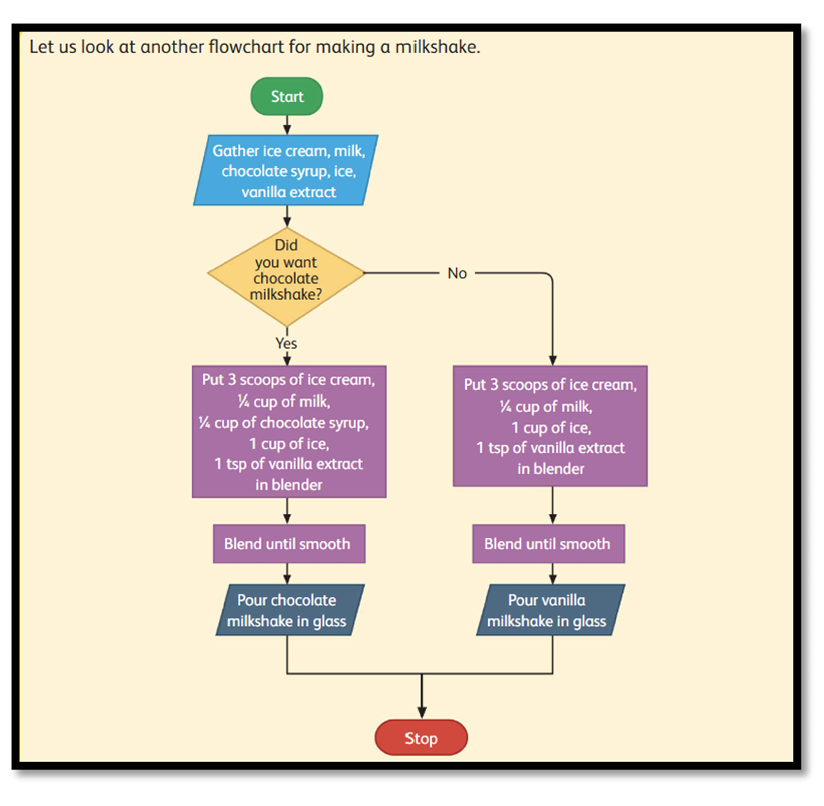 Let us look at another flowchart for making a milkshake.
Start
Gather ice cream, milk,
chocolate syrup, ice,
vanilla extract
Did
you want
chocolate
milkshake?
No
Yes
Put 3 scoops of ice cream,
¼ cup of milk,
¼ cup of chocolate syrup,
1 cup of ice,
1 tsp of vanilla extract
in blender
Blend until smooth
Pour chocolate
milkshake in glass
Put 3 scoops of ice cream,
¼ cup of milk,
1 cup of ice,
1 tsp of vanilla extract
in blender
Blend until smooth
Pour vanilla
milkshake in glass
Stop